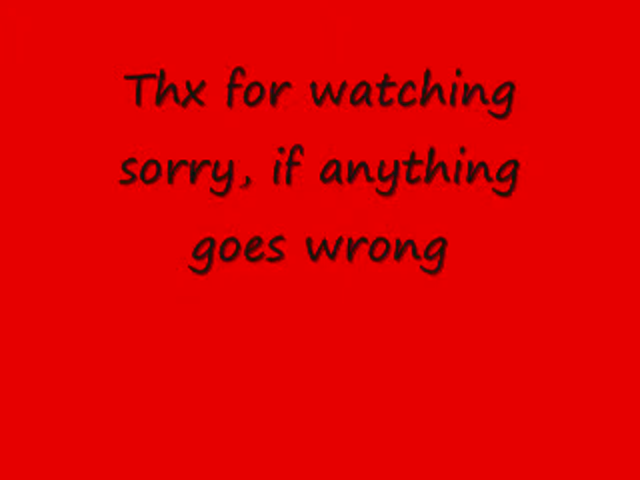 Thx for watching
sorry, if anything
goes wrong